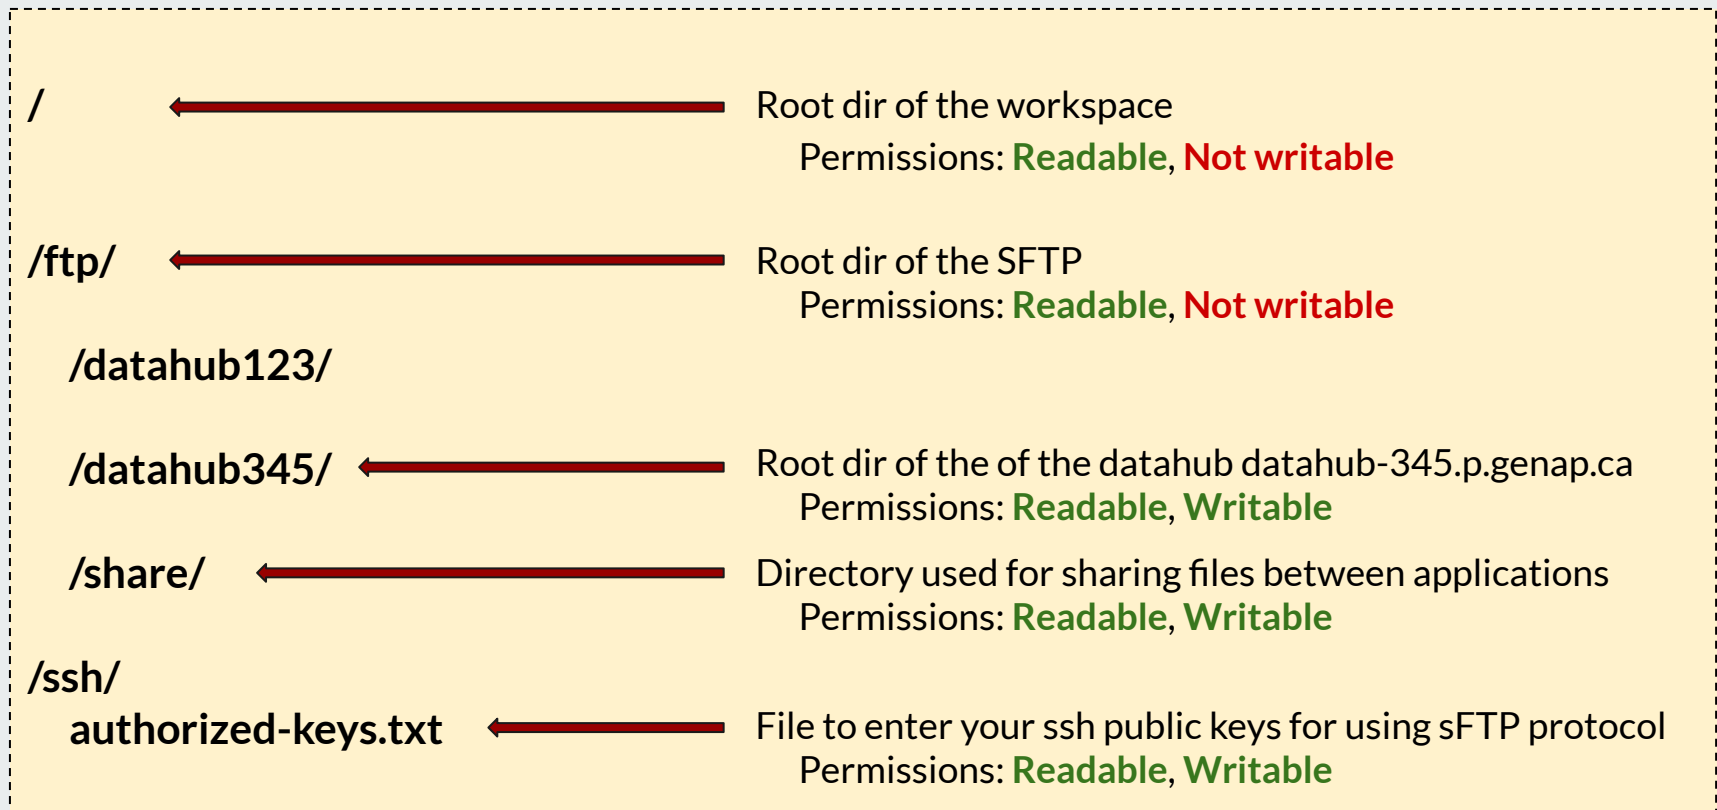 / Root dir of the workspace
Permissions: Readable, Not writable
/ftp/ Root dir of the SFTP
Permissions: Readable, Not writable
/datahub123/
/datahub345/ Root dir of the of the datahub datahub-345.p.genap.ca
Permissions: Readable, Writable
/share/ Directory used for sharing files between applications
Permissions: Readable, Writable
/ssh/
authorized-keys.txt File to enter your ssh public keys for using sFTP protocol
Permissions: Readable, Writable